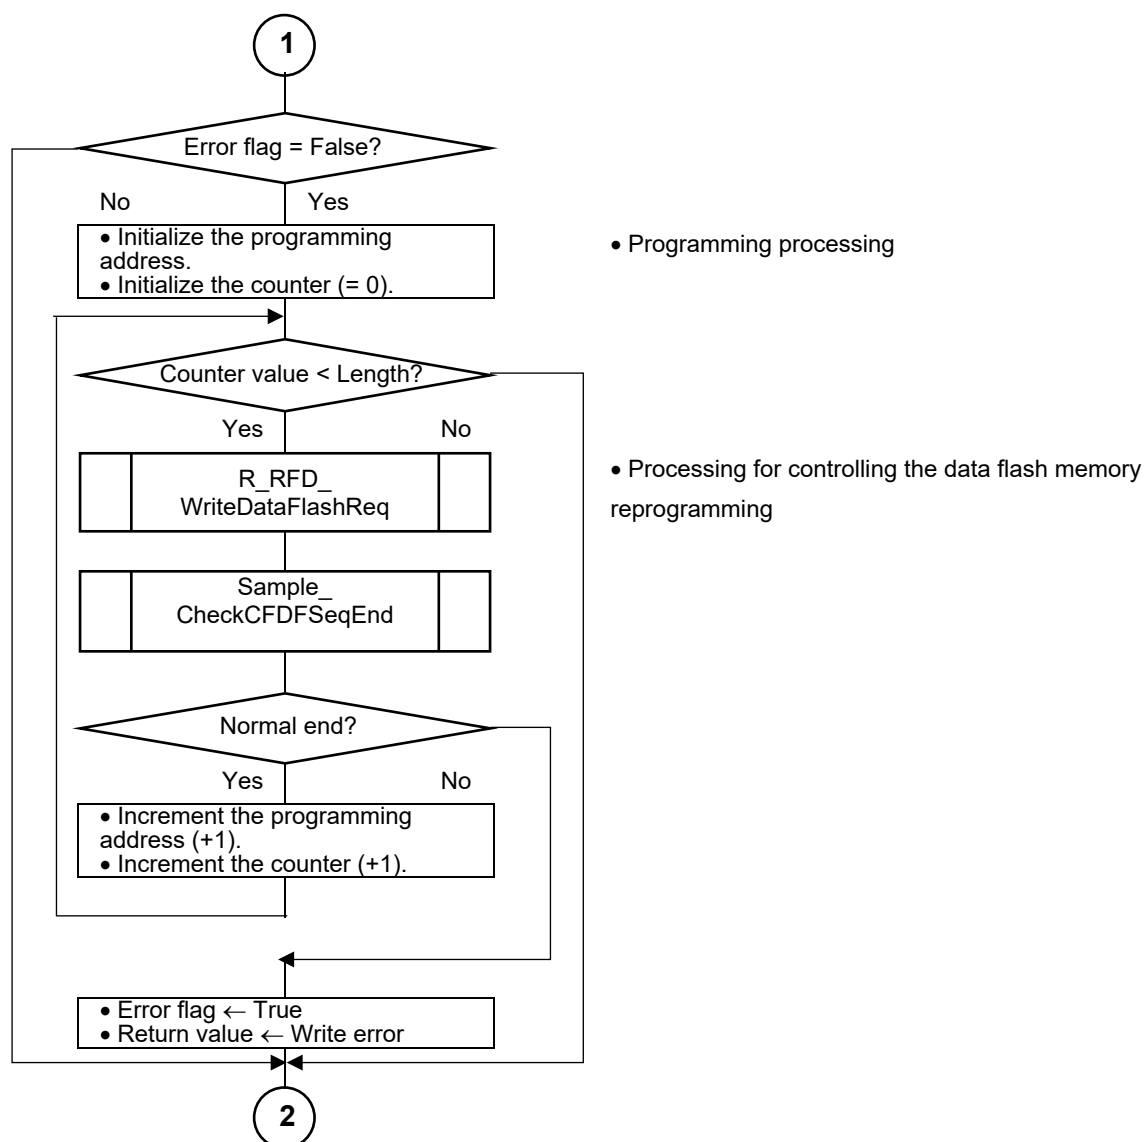 1
Error flag = False?
No
Yes
• Initialize the programming
address.
• Initialize the counter (= 0).
• Programming processing
Counter value < Length?
Yes
No
R_RFD_
WriteDataFlashReq
• Processing for controlling the data flash memory
reprogramming
Sample_
CheckCFDFSeqEnd
Normal end?
Yes
No
• Increment the programming
address (+1).
• Increment the counter (+1).
• Error flag ← True
• Return value ← Write error
2